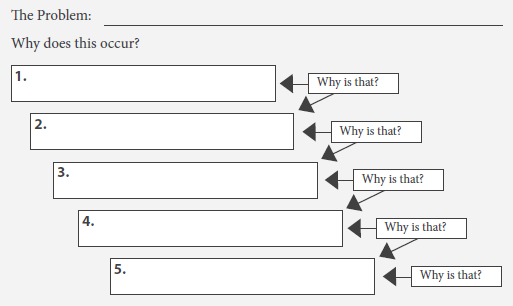 The Problem:
Why does this occur?
1.
Why is that?
2.
Why is that?
3.
Why is that?
4.
Why is that?
5.
Why is that?